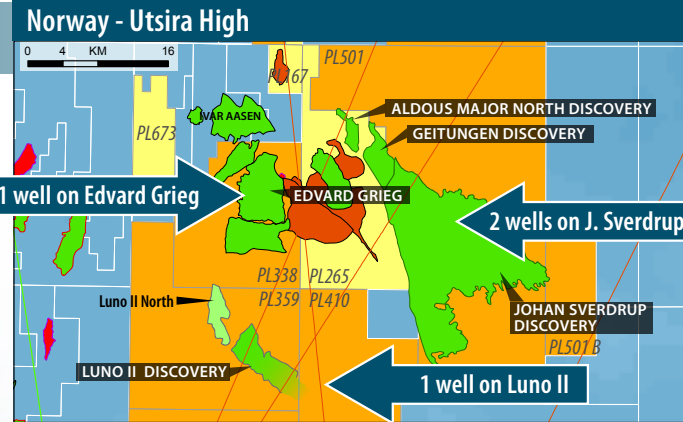 Norway - Utsira High
0 4 KM 16
PL501
PL167
ALDOUS MAJOR NORTH DISCOVERY
IVAR AASEN
PL673
GEITUNGEN DISCOVERY
1 well on Edvard Grieg
EDVARD GRIEG
2 wells on J. Sverdrup
PL338 PL265
PL359 PL410
Luno II North
JOHAN SVERDRUP
DISCOVERY
PL501 B
LUNO II DISCOVERY
1 well on Luno II